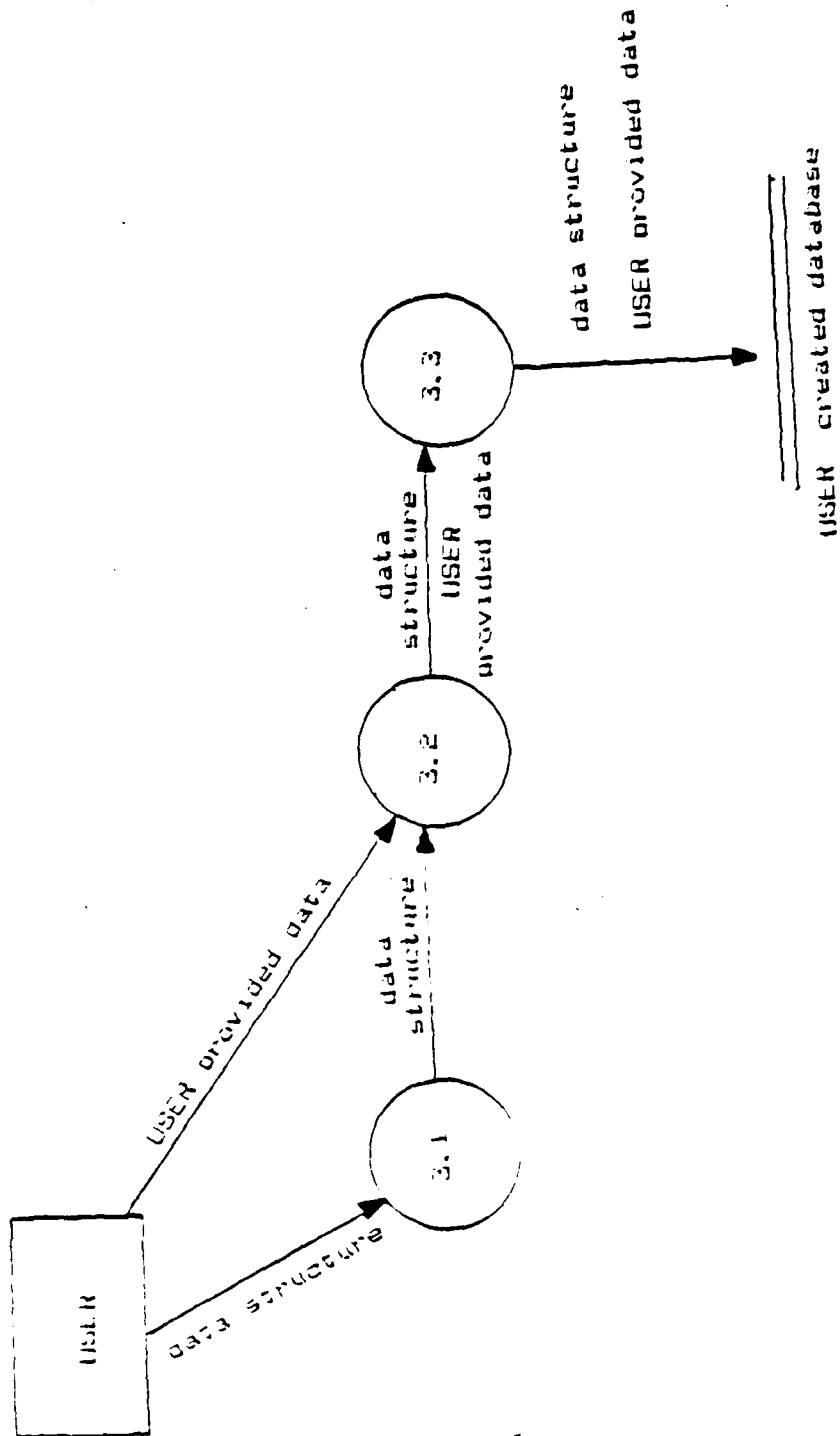 USER
USER provided data
data structure
3.1
data
structure
3.2
data
structure
USER
provided data
3.3
data structure
USER provided data
USER created database